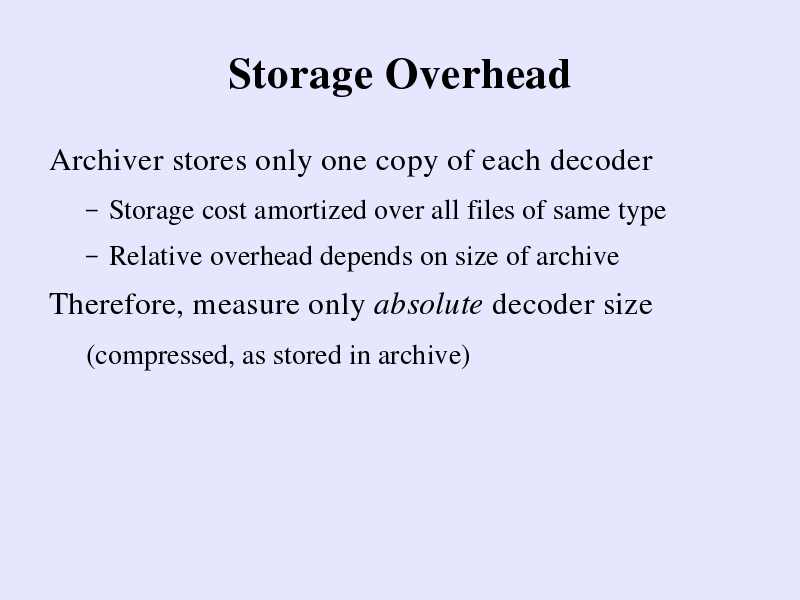 Storage Overhead
Archiver stores only one copy of each decoder
– Storage cost amortized over all files of same type
– Relative overhead depends on size of archive
Therefore, measure only absolute decoder size
(compressed, as stored in archive)